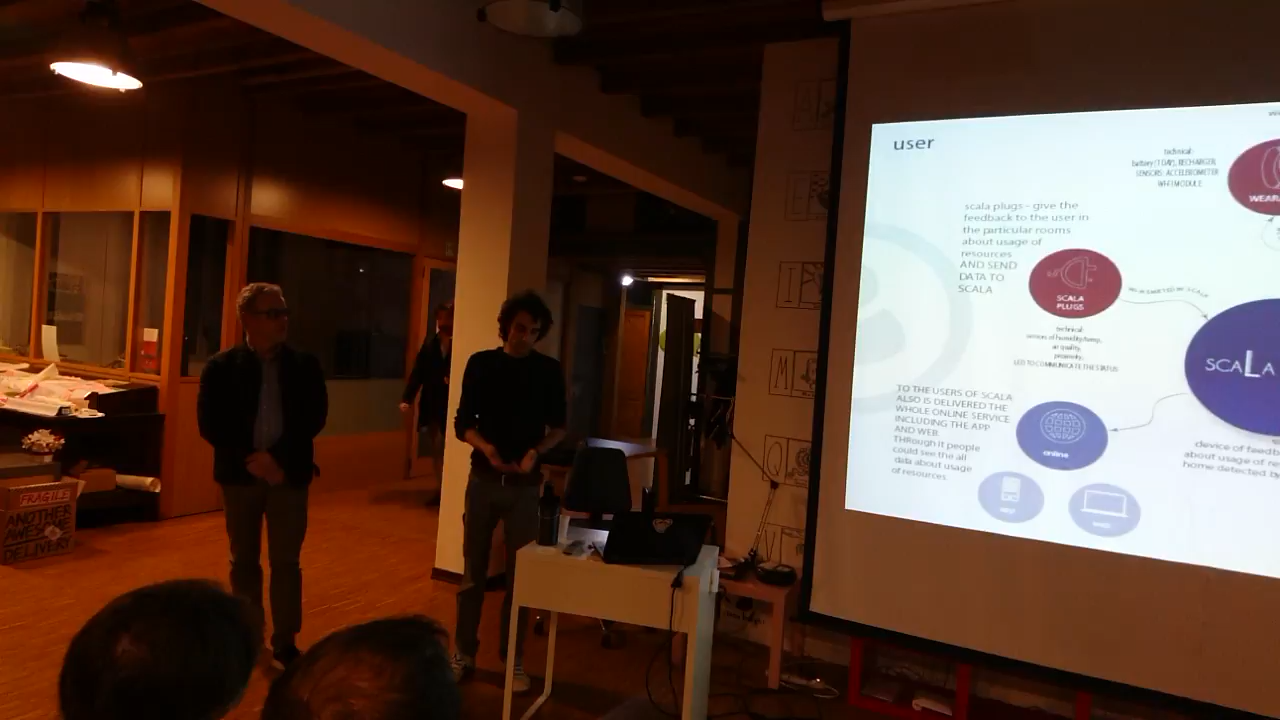 user
technical:
battery (1 DAY), RECHARGER,
SENSORS: ACCELEROMETER
WI-FI MODULE
scala plugs - give the
feedback to the user in
the particular rooms
about usage of
resources
AND SEND
DATA TO
SCALA
SCALA
PLUGS
technical:
sensors of humidity/temp,
air quality,
proximity,
LED TO COMMUNICATE THE STATUS
SCALA
TO THE USERS OF SCALA
ALSO IS DELIVERED THE
WHOLE ONLINE SERVICE
INCLUDING THE APP
AND WEB.
THROUGH It people
could see the all
data about usage
of resources
online
device of feedb
about usage of re
home detected by
I
M
Q
FRAGILE
ANOTHER
AWESOME
DELIVERY